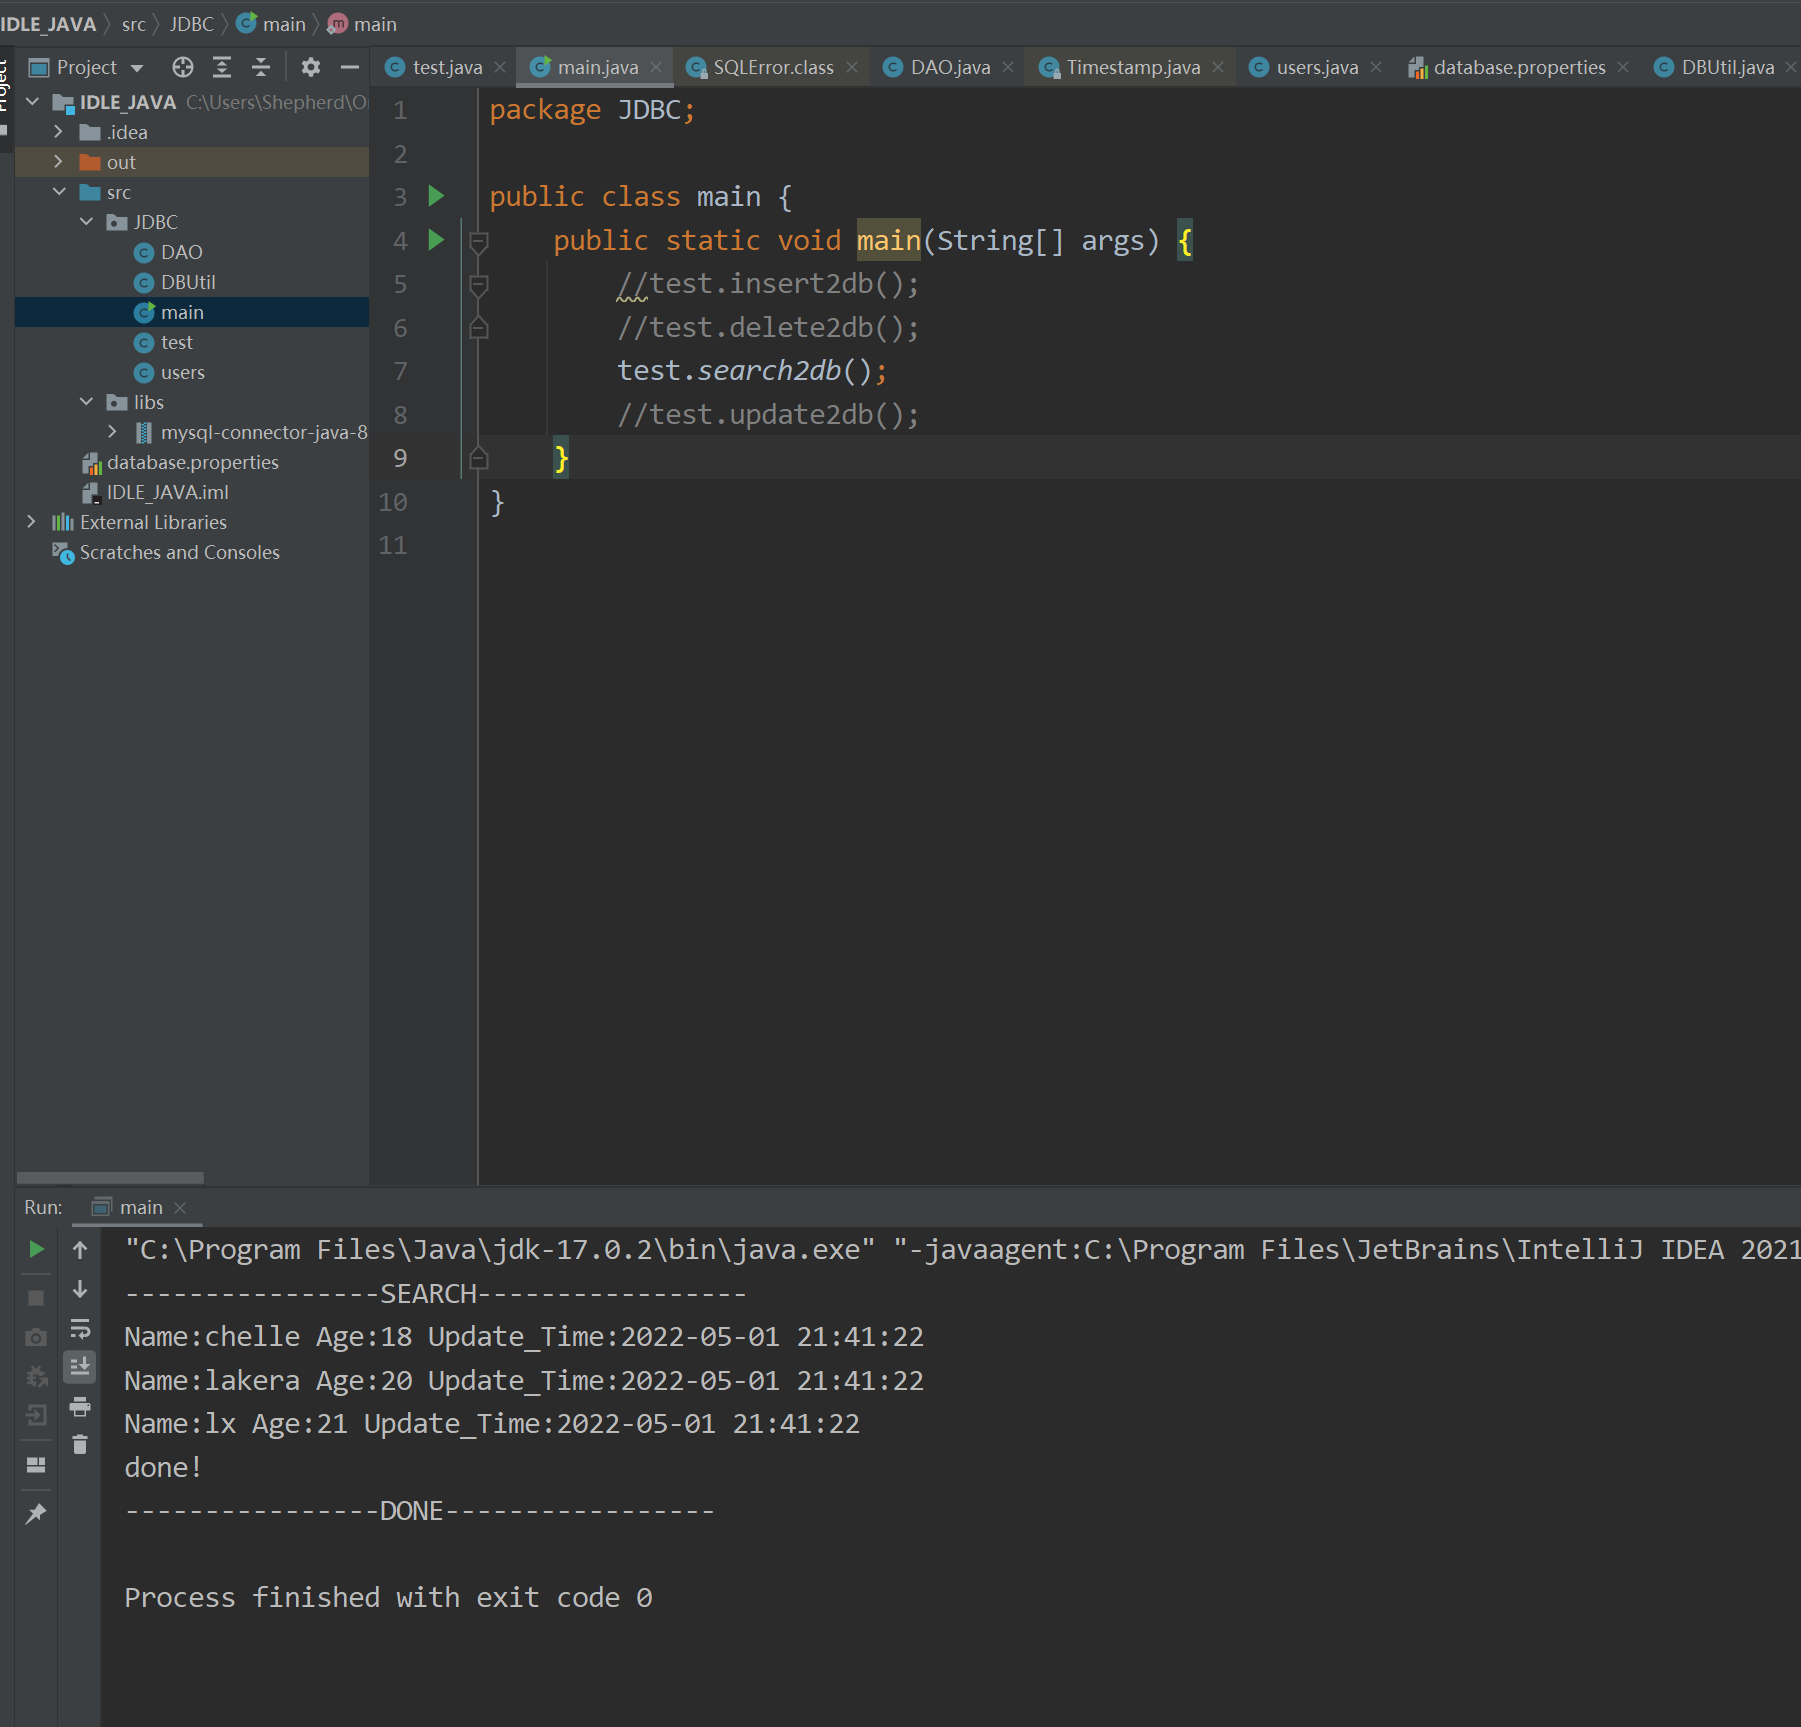 IDLE_JAVA src JDBC main main
Project
Project
test.java main.java SQLError.class DAO.java Timestamp.java users.java database.properties DBUtil.java
IDLE_JAVA C:\Users\Shepherd\O
.idea
out
src
JDBC
DAO
DBUtil
main
test
users
libs
mysql-connector-java-8
database.properties
IDLE_JAVA.iml
External Libraries
Scratches and Consoles
1 package JDBC;
2
3 public class main {
4 public static void main(String[] args) {
5 //test.insert2db();
6 //test.delete2db();
7 test.search2db();
8 //test.update2db();
9 }
10 }
11
Run: main
"C:\Program Files\Java\jdk-17.0.2\bin\java.exe" "-javaagent:C:\Program Files\JetBrains\IntelliJ IDEA 2021
----------------SEARCH-----------------
Name:chelle Age:18 Update_Time:2022-05-01 21:41:22
Name:lakera Age:20 Update_Time:2022-05-01 21:41:22
Name:lx Age:21 Update_Time:2022-05-01 21:41:22
done!
----------------DONE-----------------
Process finished with exit code 0